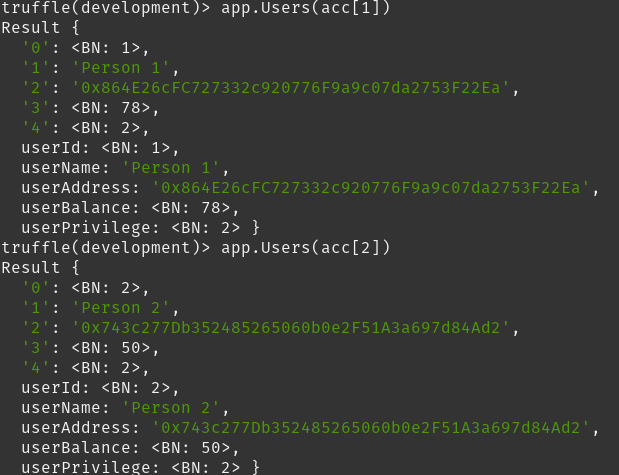 truffle(development)> app.Users(acc[1])
Result {
  '0': <BN: 1>,
  '1': 'Person 1',
  '2': '0x864E26cFC727332c920776F9a9c07da2753F22Ea',
  '3': <BN: 78>,
  '4': <BN: 2>,
  userId: <BN: 1>,
  userName: 'Person 1',
  userAddress: '0x864E26cFC727332c920776F9a9c07da2753F22Ea',
  userBalance: <BN: 78>,
  userPrivilege: <BN: 2> }
truffle(development)> app.Users(acc[2])
Result {
  '0': <BN: 2>,
  '1': 'Person 2',
  '2': '0x743c277Db352485265060b0e2F51A3a697d84Ad2',
  '3': <BN: 50>,
  '4': <BN: 2>,
  userId: <BN: 2>,
  userName: 'Person 2',
  userAddress: '0x743c277Db352485265060b0e2F51A3a697d84Ad2',
  userBalance: <BN: 50>,
  userPrivilege: <BN: 2> }